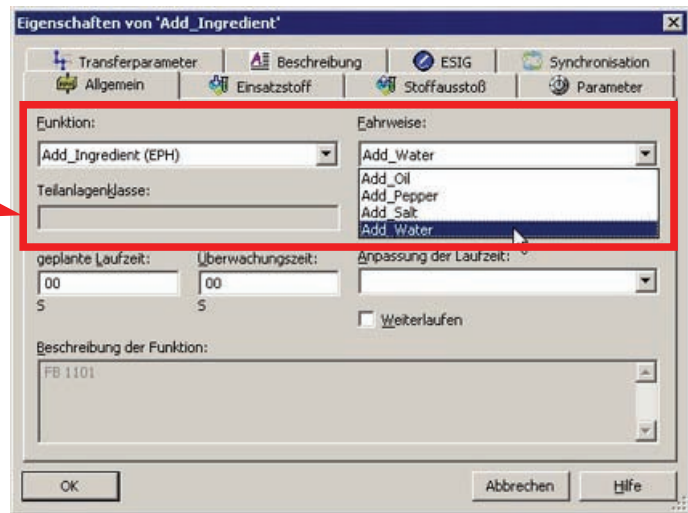 Eigenschaften von 'Add_Ingredient'
Transferparameter
Beschreibung
ESIG
Synchronisation
Allgemein
Einsatzstoff
Stoffausstoß
Parameter
Funktion:
Fahrweise:
Add_Ingredient (EPH)
Add_Water
Add_Oil
Add_Pepper
Add_Salt
Add_Water
Teilanlagenklasse:
geplante Laufzeit:
Überwachungszeit:
Anpassung der Laufzeit:
00
00
S
S
Weiterlaufen
Beschreibung der Funktion:
FB 1101
OK
Abbrechen
Hilfe